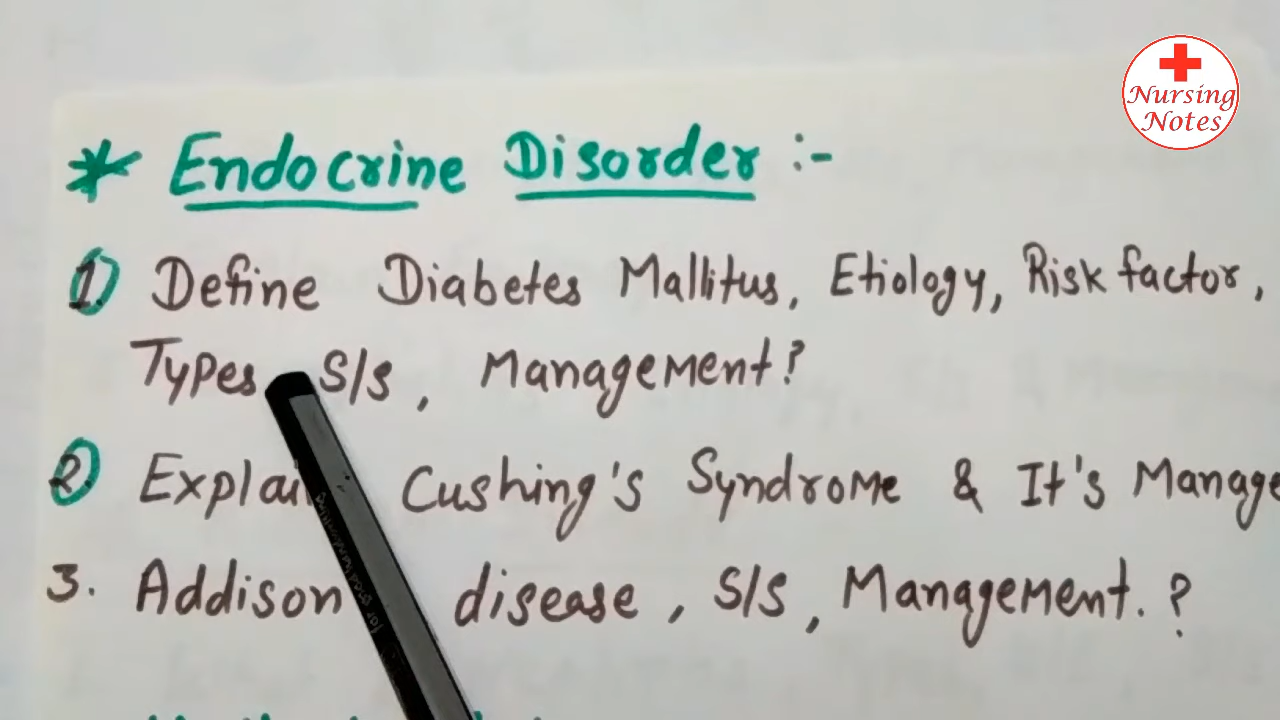 Nursing
Notes
* Endocrine Disorder :-
1. Define Diabetes Mallitus, Etiology, Risk factor,
Types S/s, Management?
2. Cushing's Syndrome & It's Manage
3. Addison disease, S/s, Management. ?